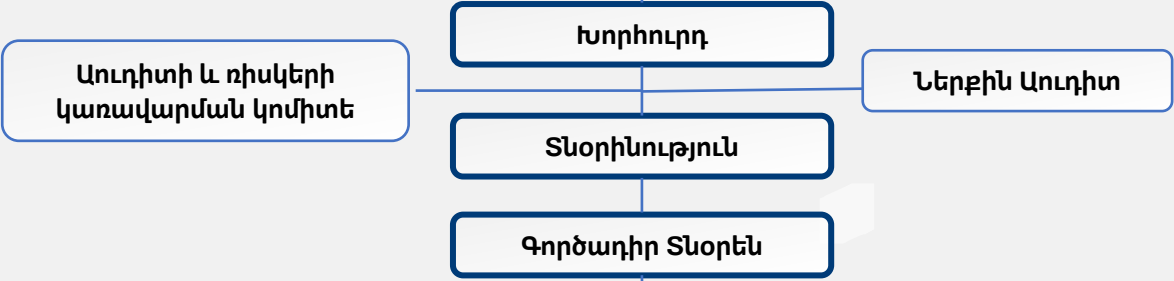 Խորհուրդ
Աուդիտի և ռիսկերի
կառավարման կոմիտե
Ներքին Աուդիտ
Տնօրինություն
Գործադիր Տնօրեն